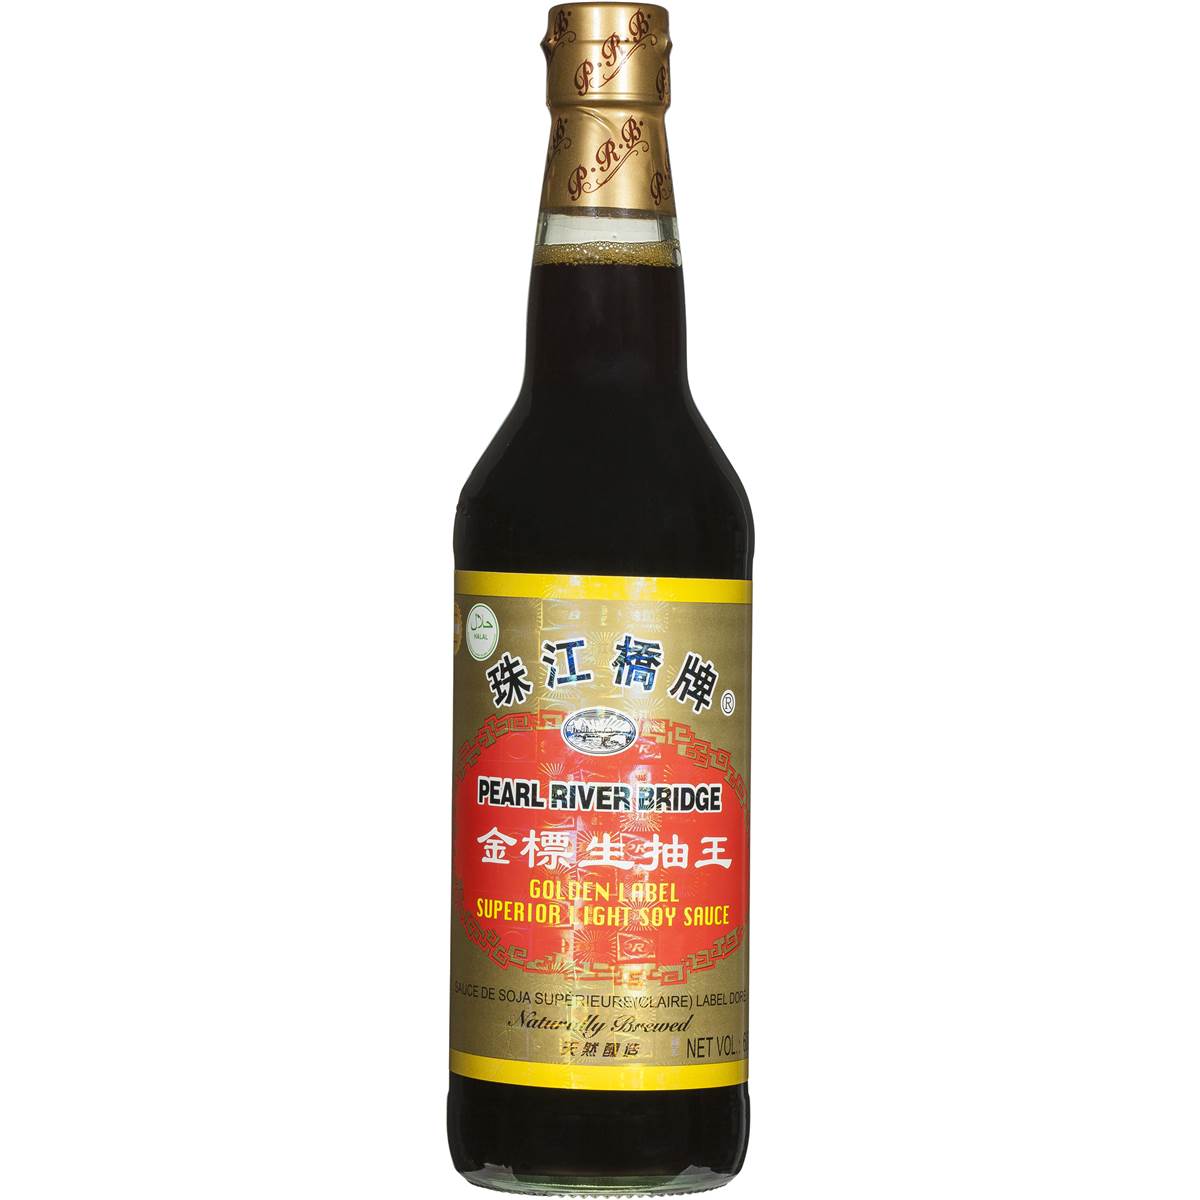 P.R.B.
P.R.B.
حلال
HALAL
珠江橋牌®
PEARL RIVER BRIDGE
金標生抽王
GOLDEN LABEL
SUPERIOR LIGHT SOY SAUCE
SAUCE DE SOJA SUPÉRIEURE(CLAIRE) LABEL DORÉ
Naturally Brewed
天然釀造
NET VOL.: